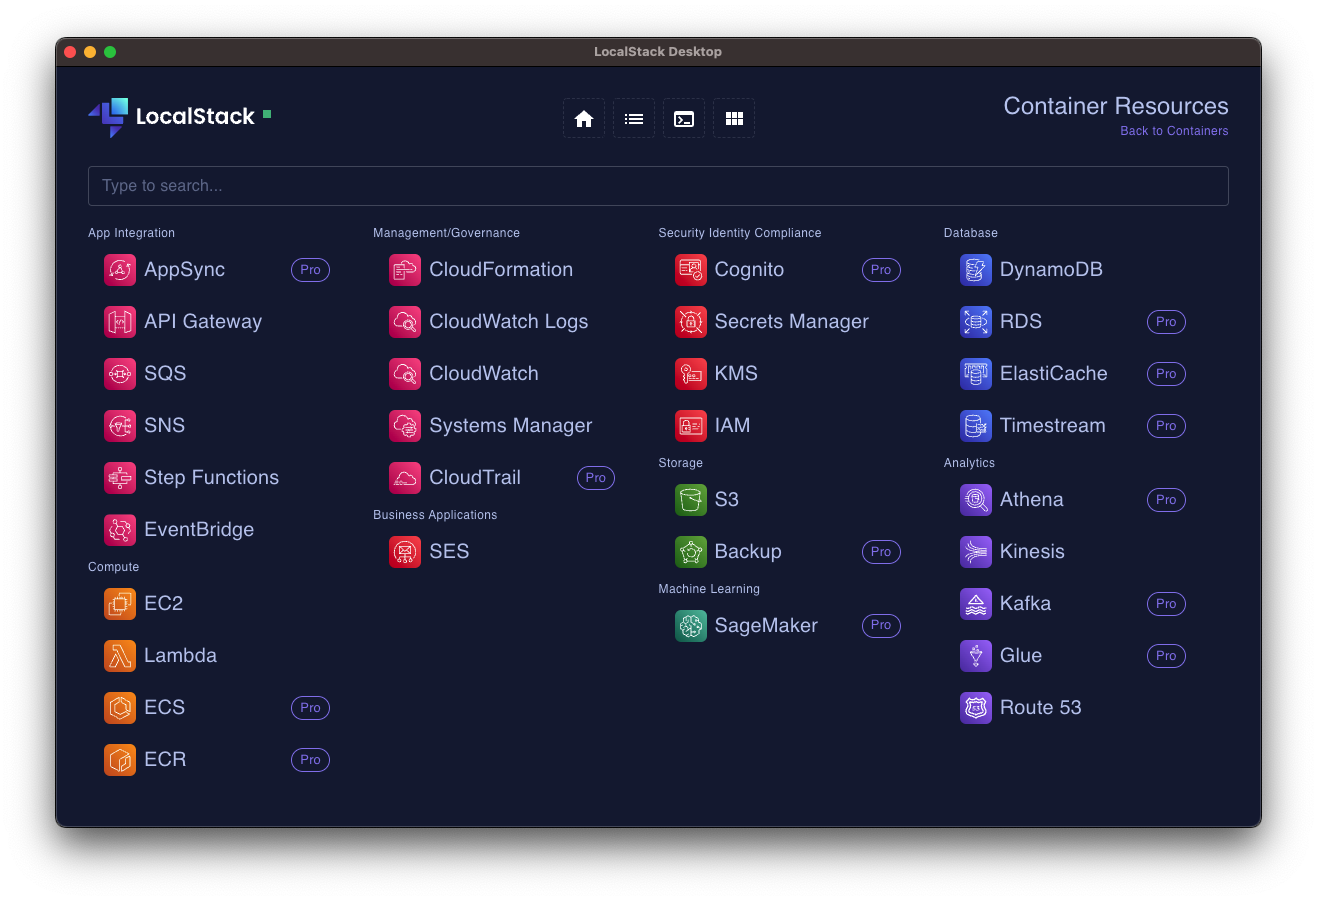 LocalStack Desktop
LocalStack
Container Resources
Back to Containers
Type to search...
App Integration
AppSync Pro
API Gateway
SQS
SNS
Step Functions
EventBridge
Compute
EC2
Lambda
ECS Pro
ECR Pro
Management/Governance
CloudFormation
CloudWatch Logs
CloudWatch
Systems Manager
CloudTrail Pro
Business Applications
SES
Security Identity Compliance
Cognito Pro
Secrets Manager
KMS
IAM
Storage
S3
Backup Pro
Machine Learning
SageMaker Pro
Database
DynamoDB
RDS Pro
ElastiCache Pro
Timestream Pro
Analytics
Athena Pro
Kinesis
Kafka Pro
Glue Pro
53
Route 53